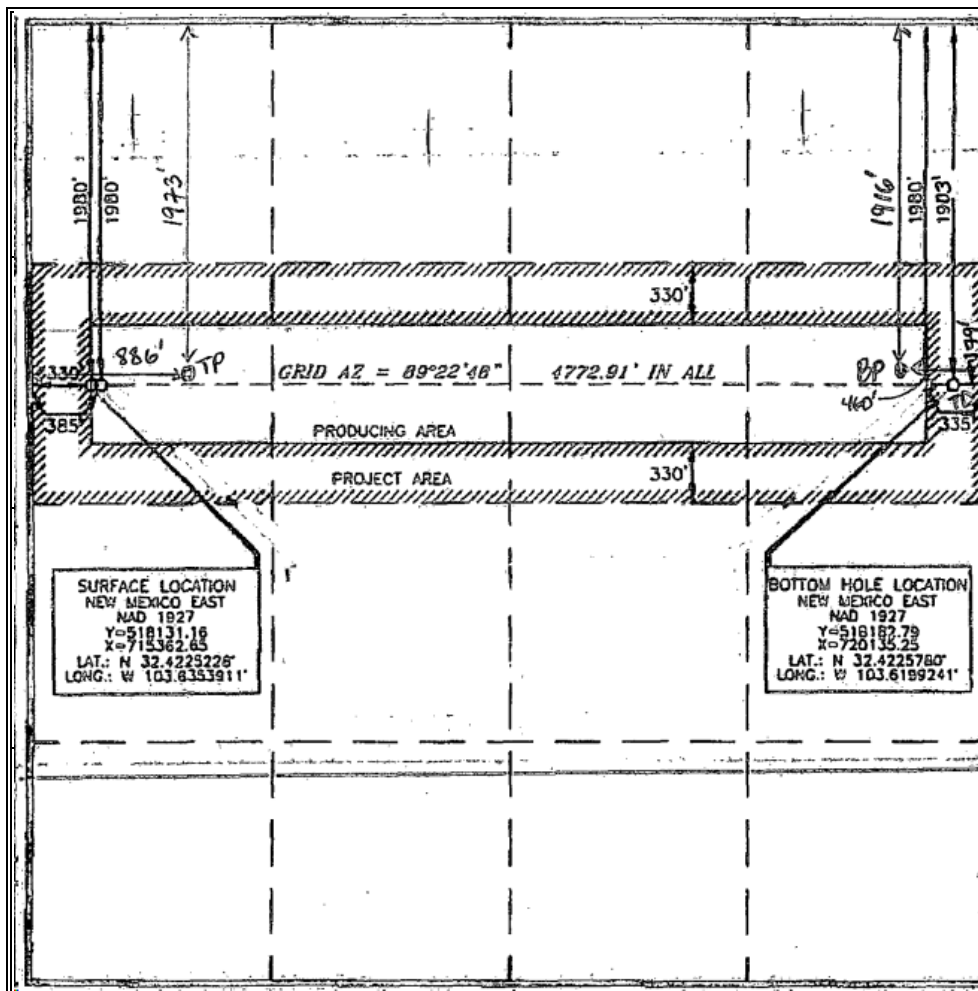 1980'
1980'
1973'
1916'
1980'
1903'
330'
886'
TP
GRID AZ = 89°22'46"
4772.91' IN ALL
BP
330'
460'
TD
385'
335'
PRODUCING AREA
PROJECT AREA
330'
SURFACE LOCATION
NEW MEXICO EAST
NAD 1927
Y=518131.16
X=715362.65
LAT.: N 32.4225226°
LONG.: W 103.6353911°
BOTTOM HOLE LOCATION
NEW MEXICO EAST
NAD 1927
Y=518182.79
X=720135.25
LAT.: N 32.4225780°
LONG.: W 103.6199241°